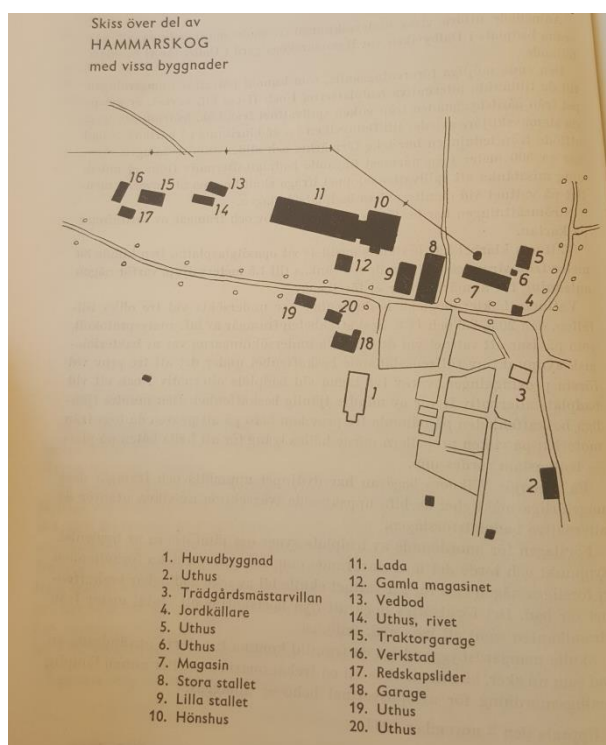 Skiss över del av
HAMMARSKOG
med vissa byggnader
16
15
13
17
14
11
10
12
9
8
7
5
6
4
19
20
18
1
3
2
1. Huvudbyggnad
2. Uthus
3. Trädgårdsmästarvillan
4. Jordkällare
5. Uthus
6. Uthus
7. Magasin
8. Stora stallet
9. Lilla stallet
10. Hönshus
11. Lada
12. Gamla magasinet
13. Vedbod
14. Uthus, rivet
15. Traktorgarage
16. Verkstad
17. Redskapslider
18. Garage
19. Uthus
20. Uthus